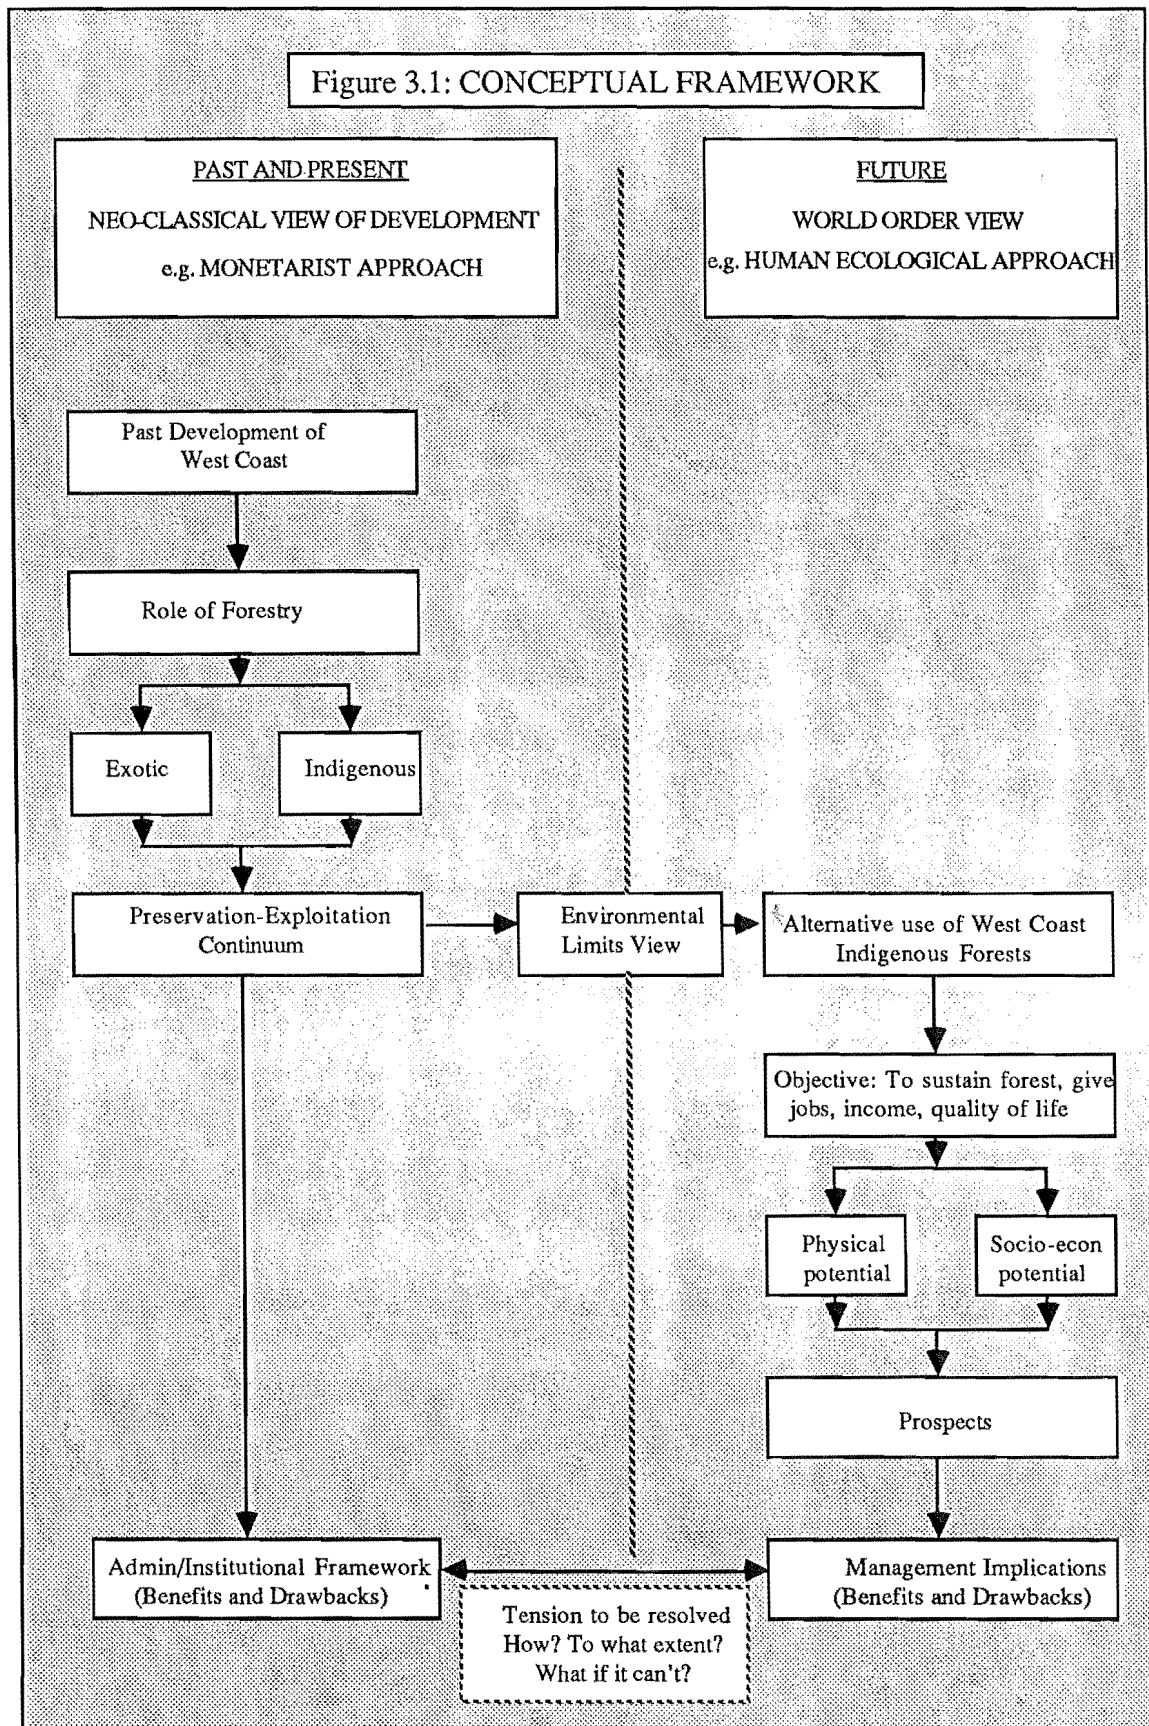 Figure 3.1: CONCEPTUAL FRAMEWORK
PAST AND PRESENT
NEO-CLASSICAL VIEW OF DEVELOPMENT
e.g. MONETARIST APPROACH
FUTURE
WORLD ORDER VIEW
e.g. HUMAN ECOLOGICAL APPROACH
Past Development of
West Coast
Role of Forestry
Exotic
Indigenous
Preservation-Exploitation
Continuum
Environmental
Limits View
Alternative use of West Coast
Indigenous Forests
Objective: To sustain forest, give
jobs, income, quality of life
Physical
potential
Socio-econ
potential
Prospects
Admin/Institutional Framework
(Benefits and Drawbacks)
Management Implications
(Benefits and Drawbacks)
Tension to be resolved
How? To what extent?
What if it can't?